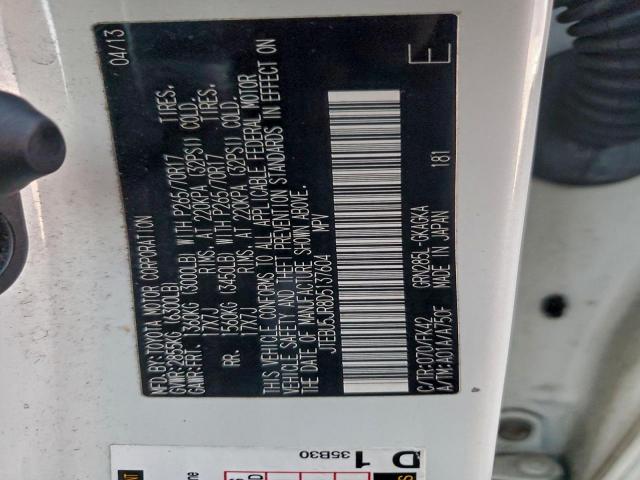 MFD.BY:TOYOTA MOTOR CORPORATION 04/13
GVWR:2865KG (6300LB)
GAWR:FRT. 1360KG (3000LB) WITH P265/70R17 TIRES.
17X7J RIMS. AT 220KPA (32PSI) COLD.
RR. 1560KG (3450LB) WITH P265/70R17 TIRES.
17X7J RIMS. AT 220KPA (32PSI) COLD.
THIS VEHICLE CONFORMS TO ALL APPLICABLE FEDERAL MOTOR
VEHICLE SAFETY AND THEFT PREVENTION STANDARDS IN EFFECT ON
THE DATE OF MANUFACTURE SHOWN ABOVE.
JTEBU5JR8D5137604 MPV
C/TR:070/FK42 GRN285L-GKAGKA
A/TM:A01A/A750F MADE IN JAPAN 181
E
D 1
35B30